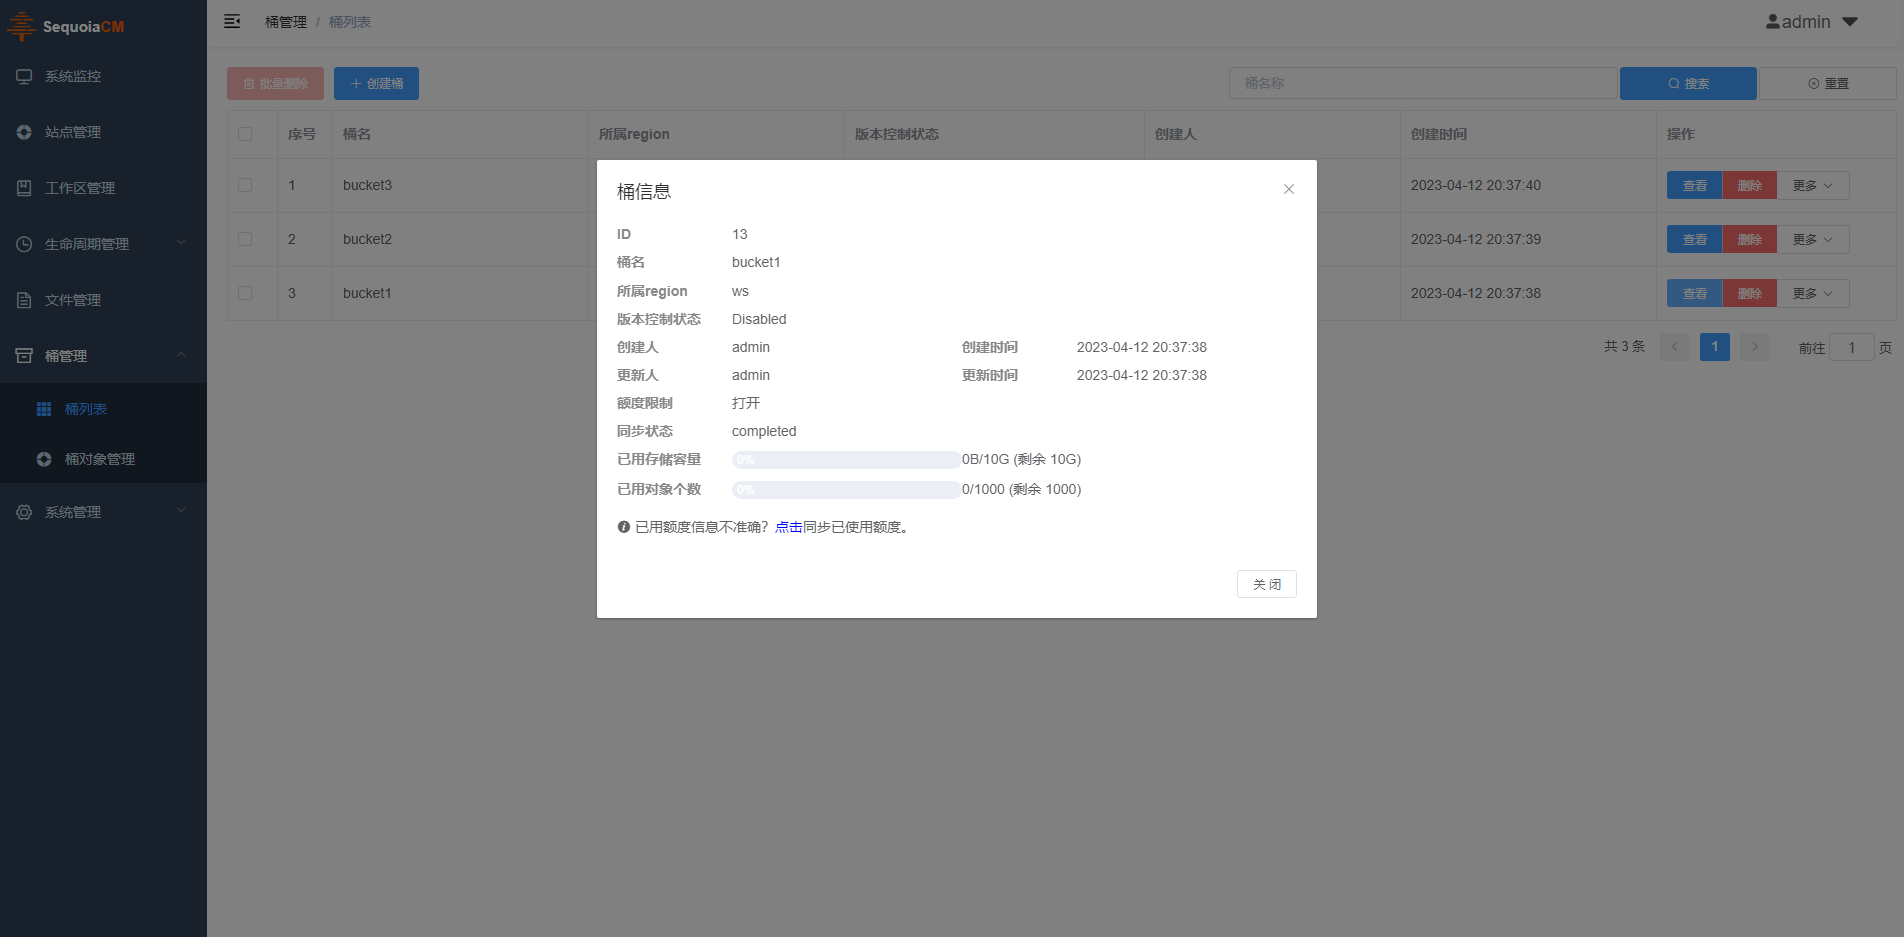 SequoiaCM
系统监控
站点管理
工作区管理
生命周期管理
文件管理
桶管理
桶列表
桶对象管理
系统管理
桶管理 / 桶列表
admin
批量删除
创建桶
桶名称
搜索
重置
序号 桶名 所属region 版本控制状态 创建人 创建时间 操作
1 bucket3 2023-04-12 20:37:40 查看 删除 更多
2 bucket2 2023-04-12 20:37:39 查看 删除 更多
3 bucket1 2023-04-12 20:37:38 查看 删除 更多
共 3 条 1 前往 1 页
桶信息
ID 13
桶名 bucket1
所属region ws
版本控制状态 Disabled
创建人 admin 创建时间 2023-04-12 20:37:38
更新人 admin 更新时间 2023-04-12 20:37:38
额度限制 打开
同步状态 completed
已用存储容量 0% 0B/10G (剩余 10G)
已用对象个数 0% 0/1000 (剩余 1000)
已用额度信息不准确？点击同步已使用额度。
关 闭